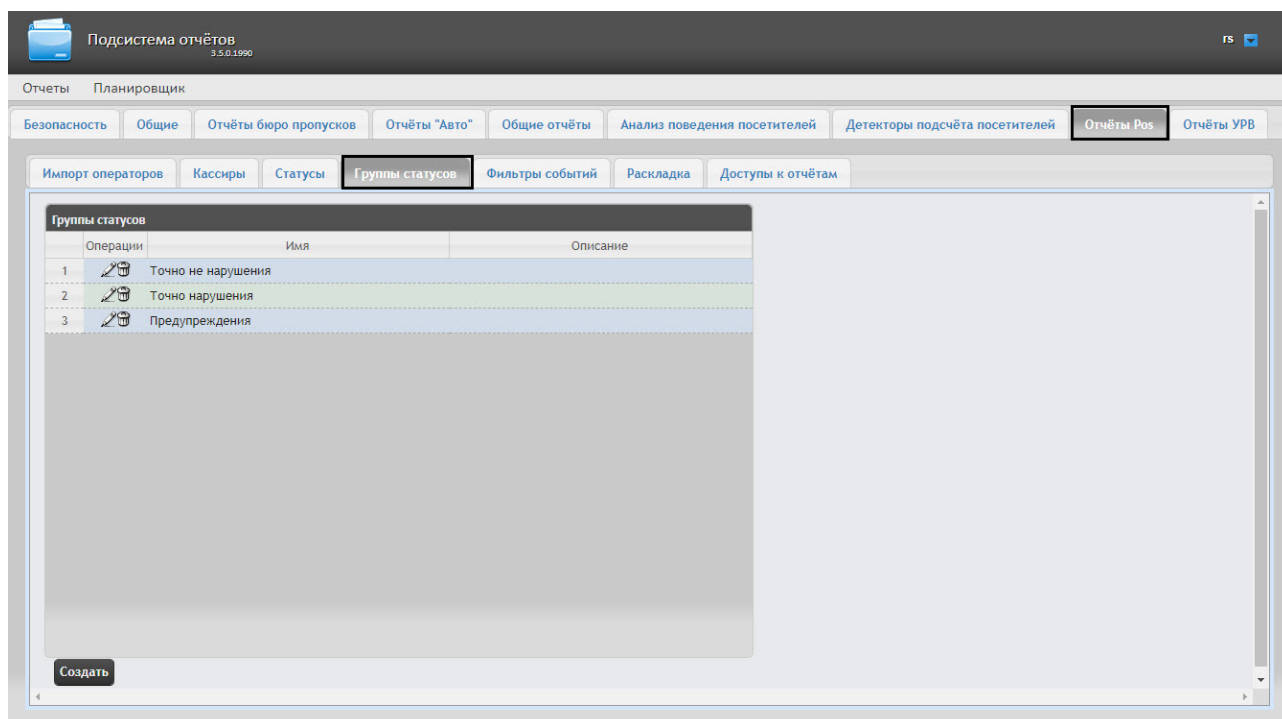 Подсистема отчётов
3.5.0.1990
rs
Отчеты Планировщик
Безопасность Общие Отчёты бюро пропусков Отчёты "Авто" Общие отчёты Анализ поведения посетителей Детекторы подсчёта посетителей Отчёты Pos Отчёты УРВ
Импорт операторов Кассиры Статусы Группы статусов Фильтры событий Раскладка Доступы к отчётам
Группы статусов
Операции Имя Описание
1 Точно не нарушения
2 Точно нарушения
3 Предупреждения
Создать